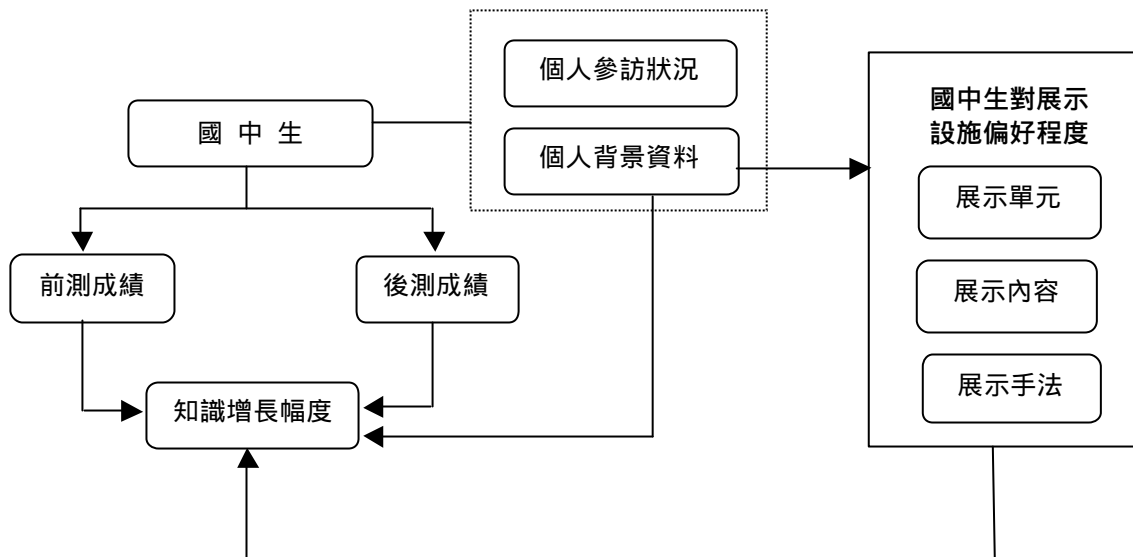 個人參訪狀況
國中生
個人背景資料
國中生對展示
設施偏好程度
展示單元
前測成績
後測成績
展示內容
知識增長幅度
展示手法